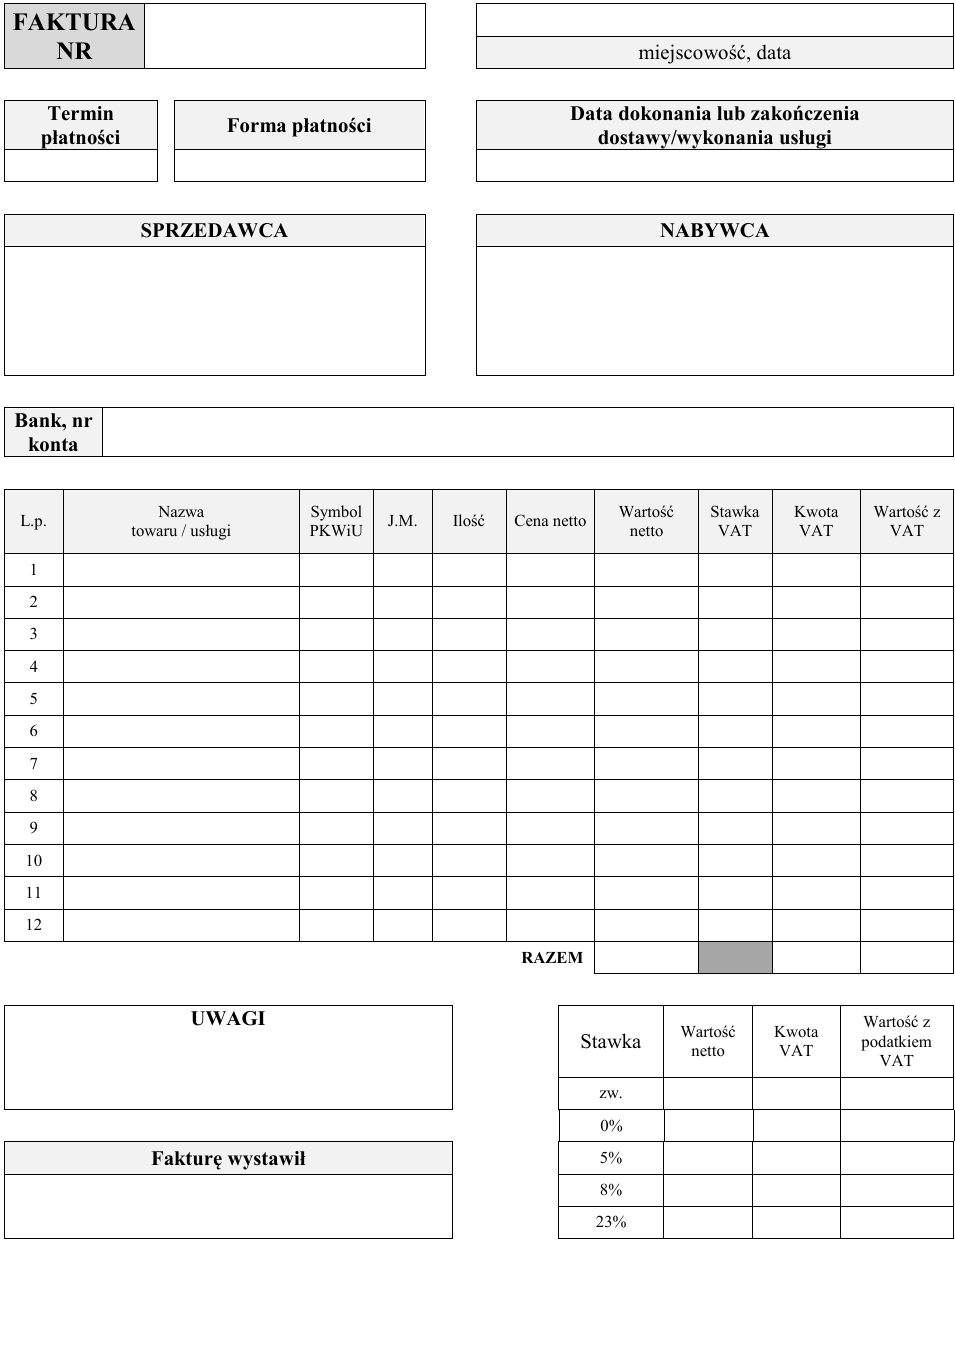 FAKTURA
NR
miejscowość, data
Termin
płatności
Forma płatności
Data dokonania lub zakończenia
dostawy/wykonania usługi
SPRZEDAWCA
NABYWCA
Bank, nr
konta
L.p.
Nazwa
towaru / usługi
Symbol
PKWiU
J.M.
Ilość
Cena netto
Wartość
netto
Stawka
VAT
Kwota
VAT
Wartość z
VAT
1
2
3
4
5
6
7
8
9
10
11
12
RAZEM
UWAGI
Stawka
Wartość
netto
Kwota
VAT
Wartość z
podatkiem
VAT
zw.
0%
5%
8%
23%
Fakturę wystawił